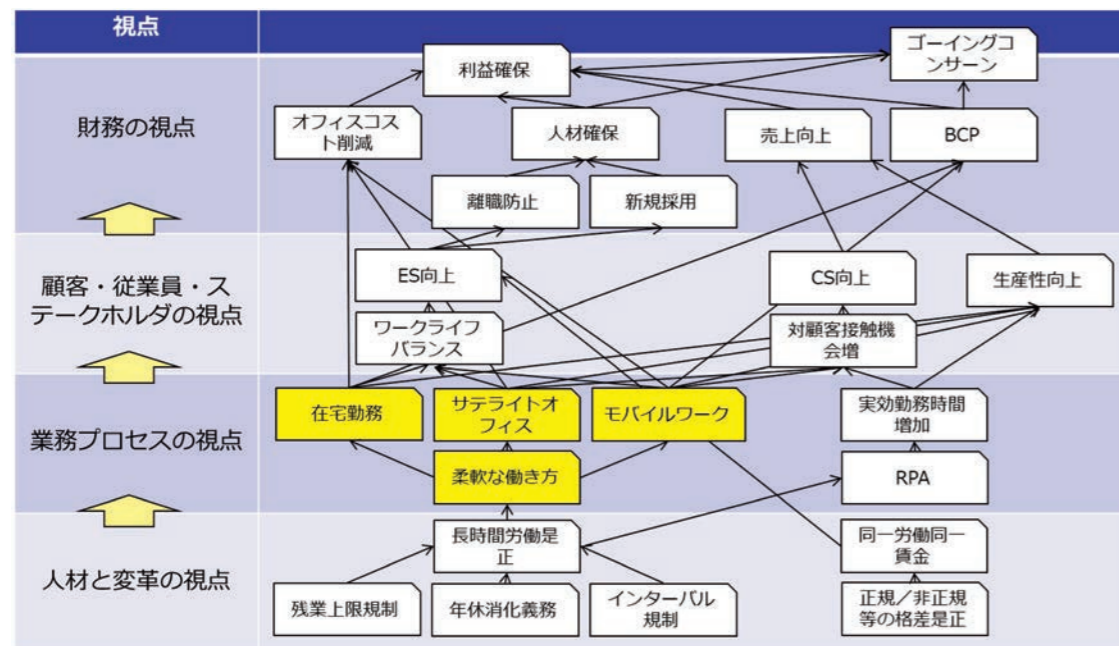 視点
ゴーイングコ
ンサーン
利益確保
財務の視点
オフィスコス
ト削減
人材確保
売上向上
BCP
離職防止
新規採用
顧客・従業員・ス
テークホルダの視点
ES向上
CS向上
生産性向上
ワークライフ
バランス
対顧客接触機
会増
業務プロセスの視点
在宅勤務
サテライトオ
フィス
モバイルワーク
実効勤務時間
増加
柔軟な働き方
RPA
人材と変革の視点
長時間労働是
正
同一労働同一
賃金
残業上限規制
年休消化義務
インターバル
規制
正規／非正規
等の格差是正